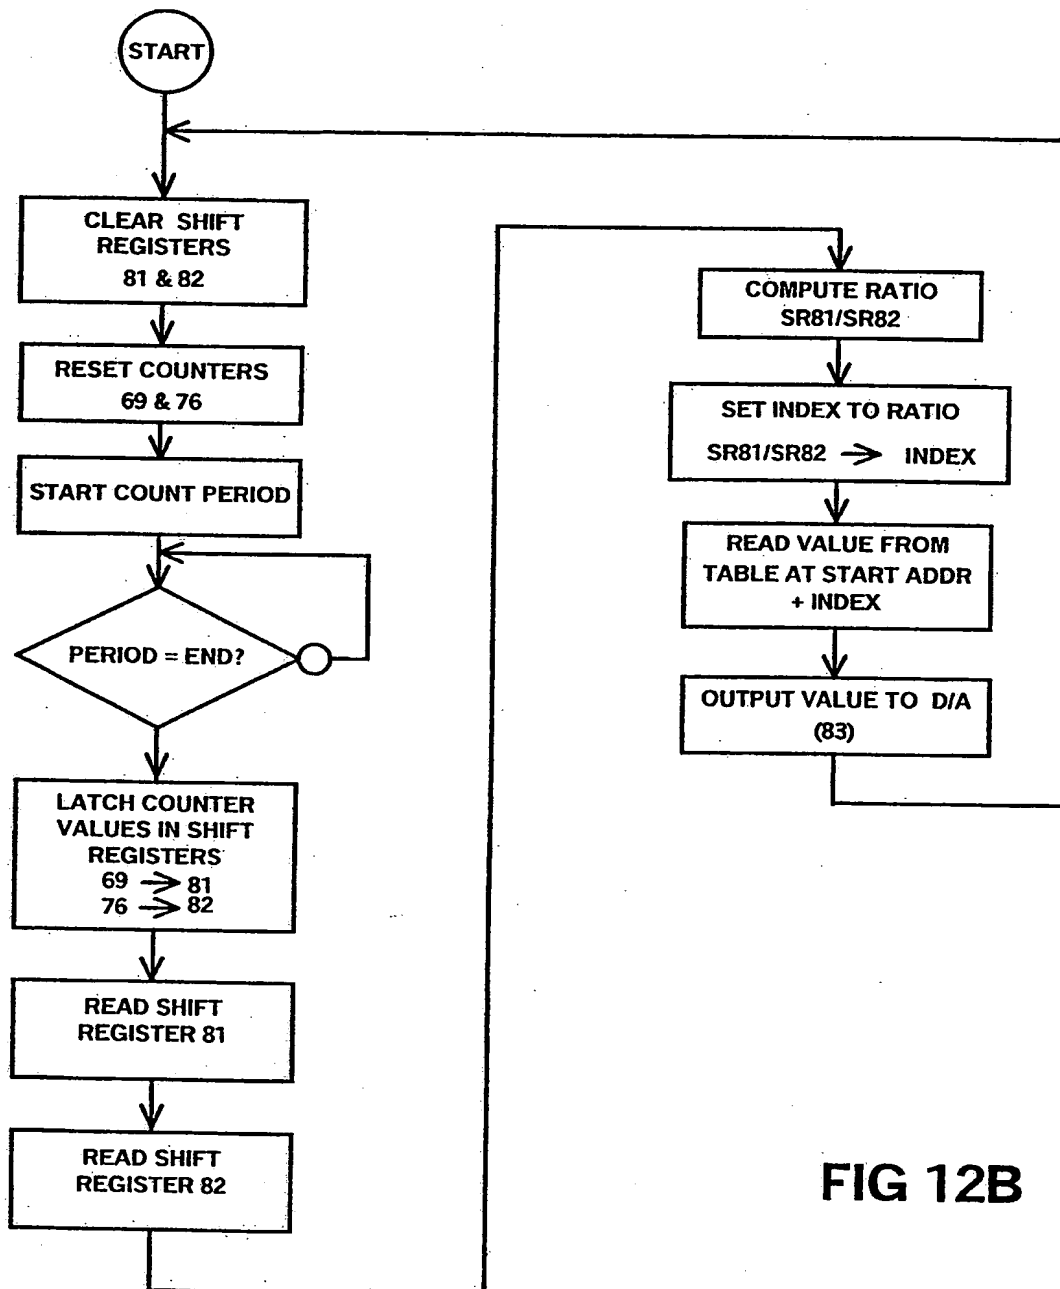 START
CLEAR SHIFT
REGISTERS
81 & 82
RESET COUNTERS
69 & 76
START COUNT PERIOD
PERIOD = END?
LATCH COUNTER
VALUES IN SHIFT
REGISTERS
69 → 81
76 → 82
READ SHIFT
REGISTER 81
READ SHIFT
REGISTER 82
COMPUTE RATIO
SR81/SR82
SET INDEX TO RATIO
SR81/SR82 → INDEX
READ VALUE FROM
TABLE AT START ADDR
+ INDEX
OUTPUT VALUE TO D/A
(83)
FIG 12B